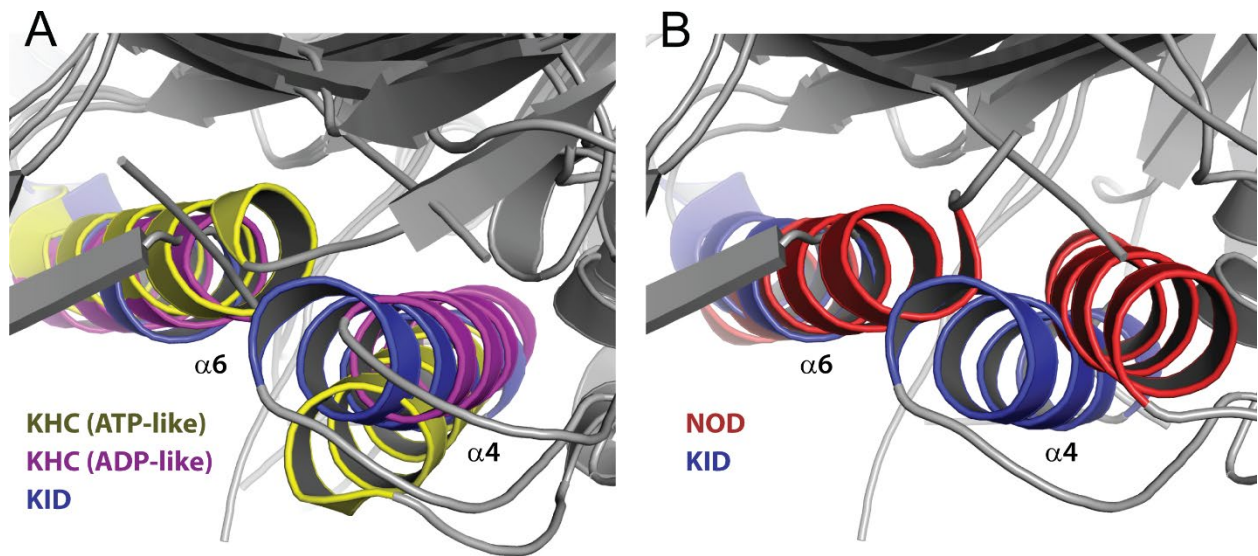 A
α6
α4
KHC (ATP-like)
KHC (ADP-like)
KID
B
α6
α4
NOD
KID